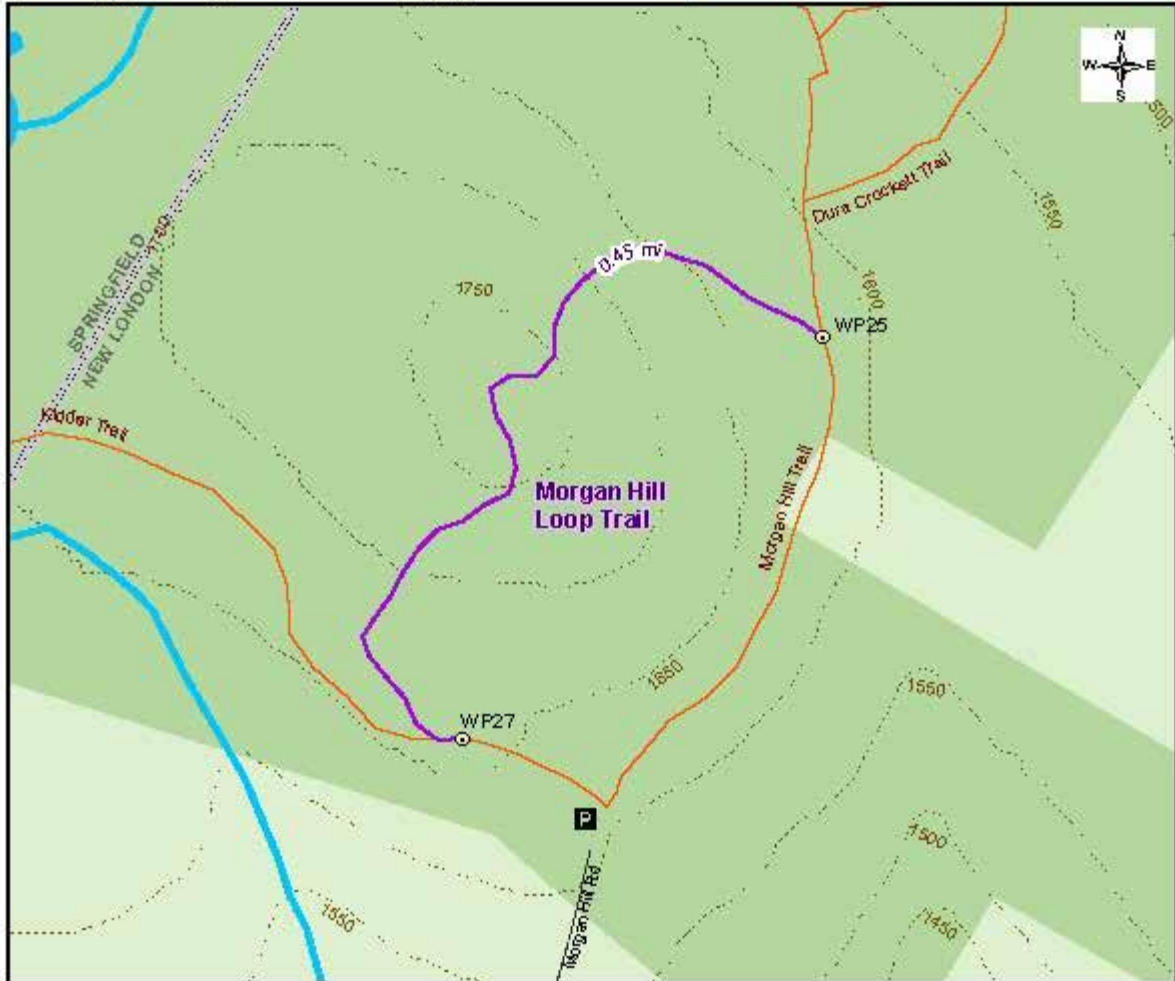 N
W E
S
500
Dura Crockett Trail
1550
SPRINGFIELD
NEW LONDON
0.45 mi
1750
1600
WP25
Kidder Trail
Morgan Hill
Loop Trail
Morgan Hill Trail
1650
1550
WP27
P
1500
Morgan Hill Rd
1550
1450